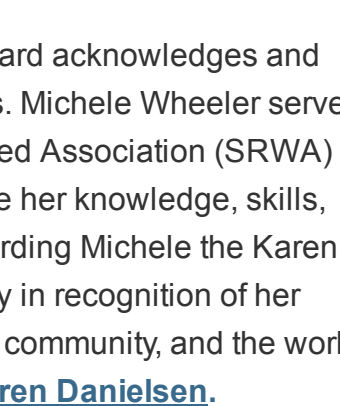 ard acknowledges and
s. Michele Wheeler serve
ed Association (SRWA)
e her knowledge, skills,
rding Michele the Karen
y in recognition of her
community, and the worl
ren Danielsen.